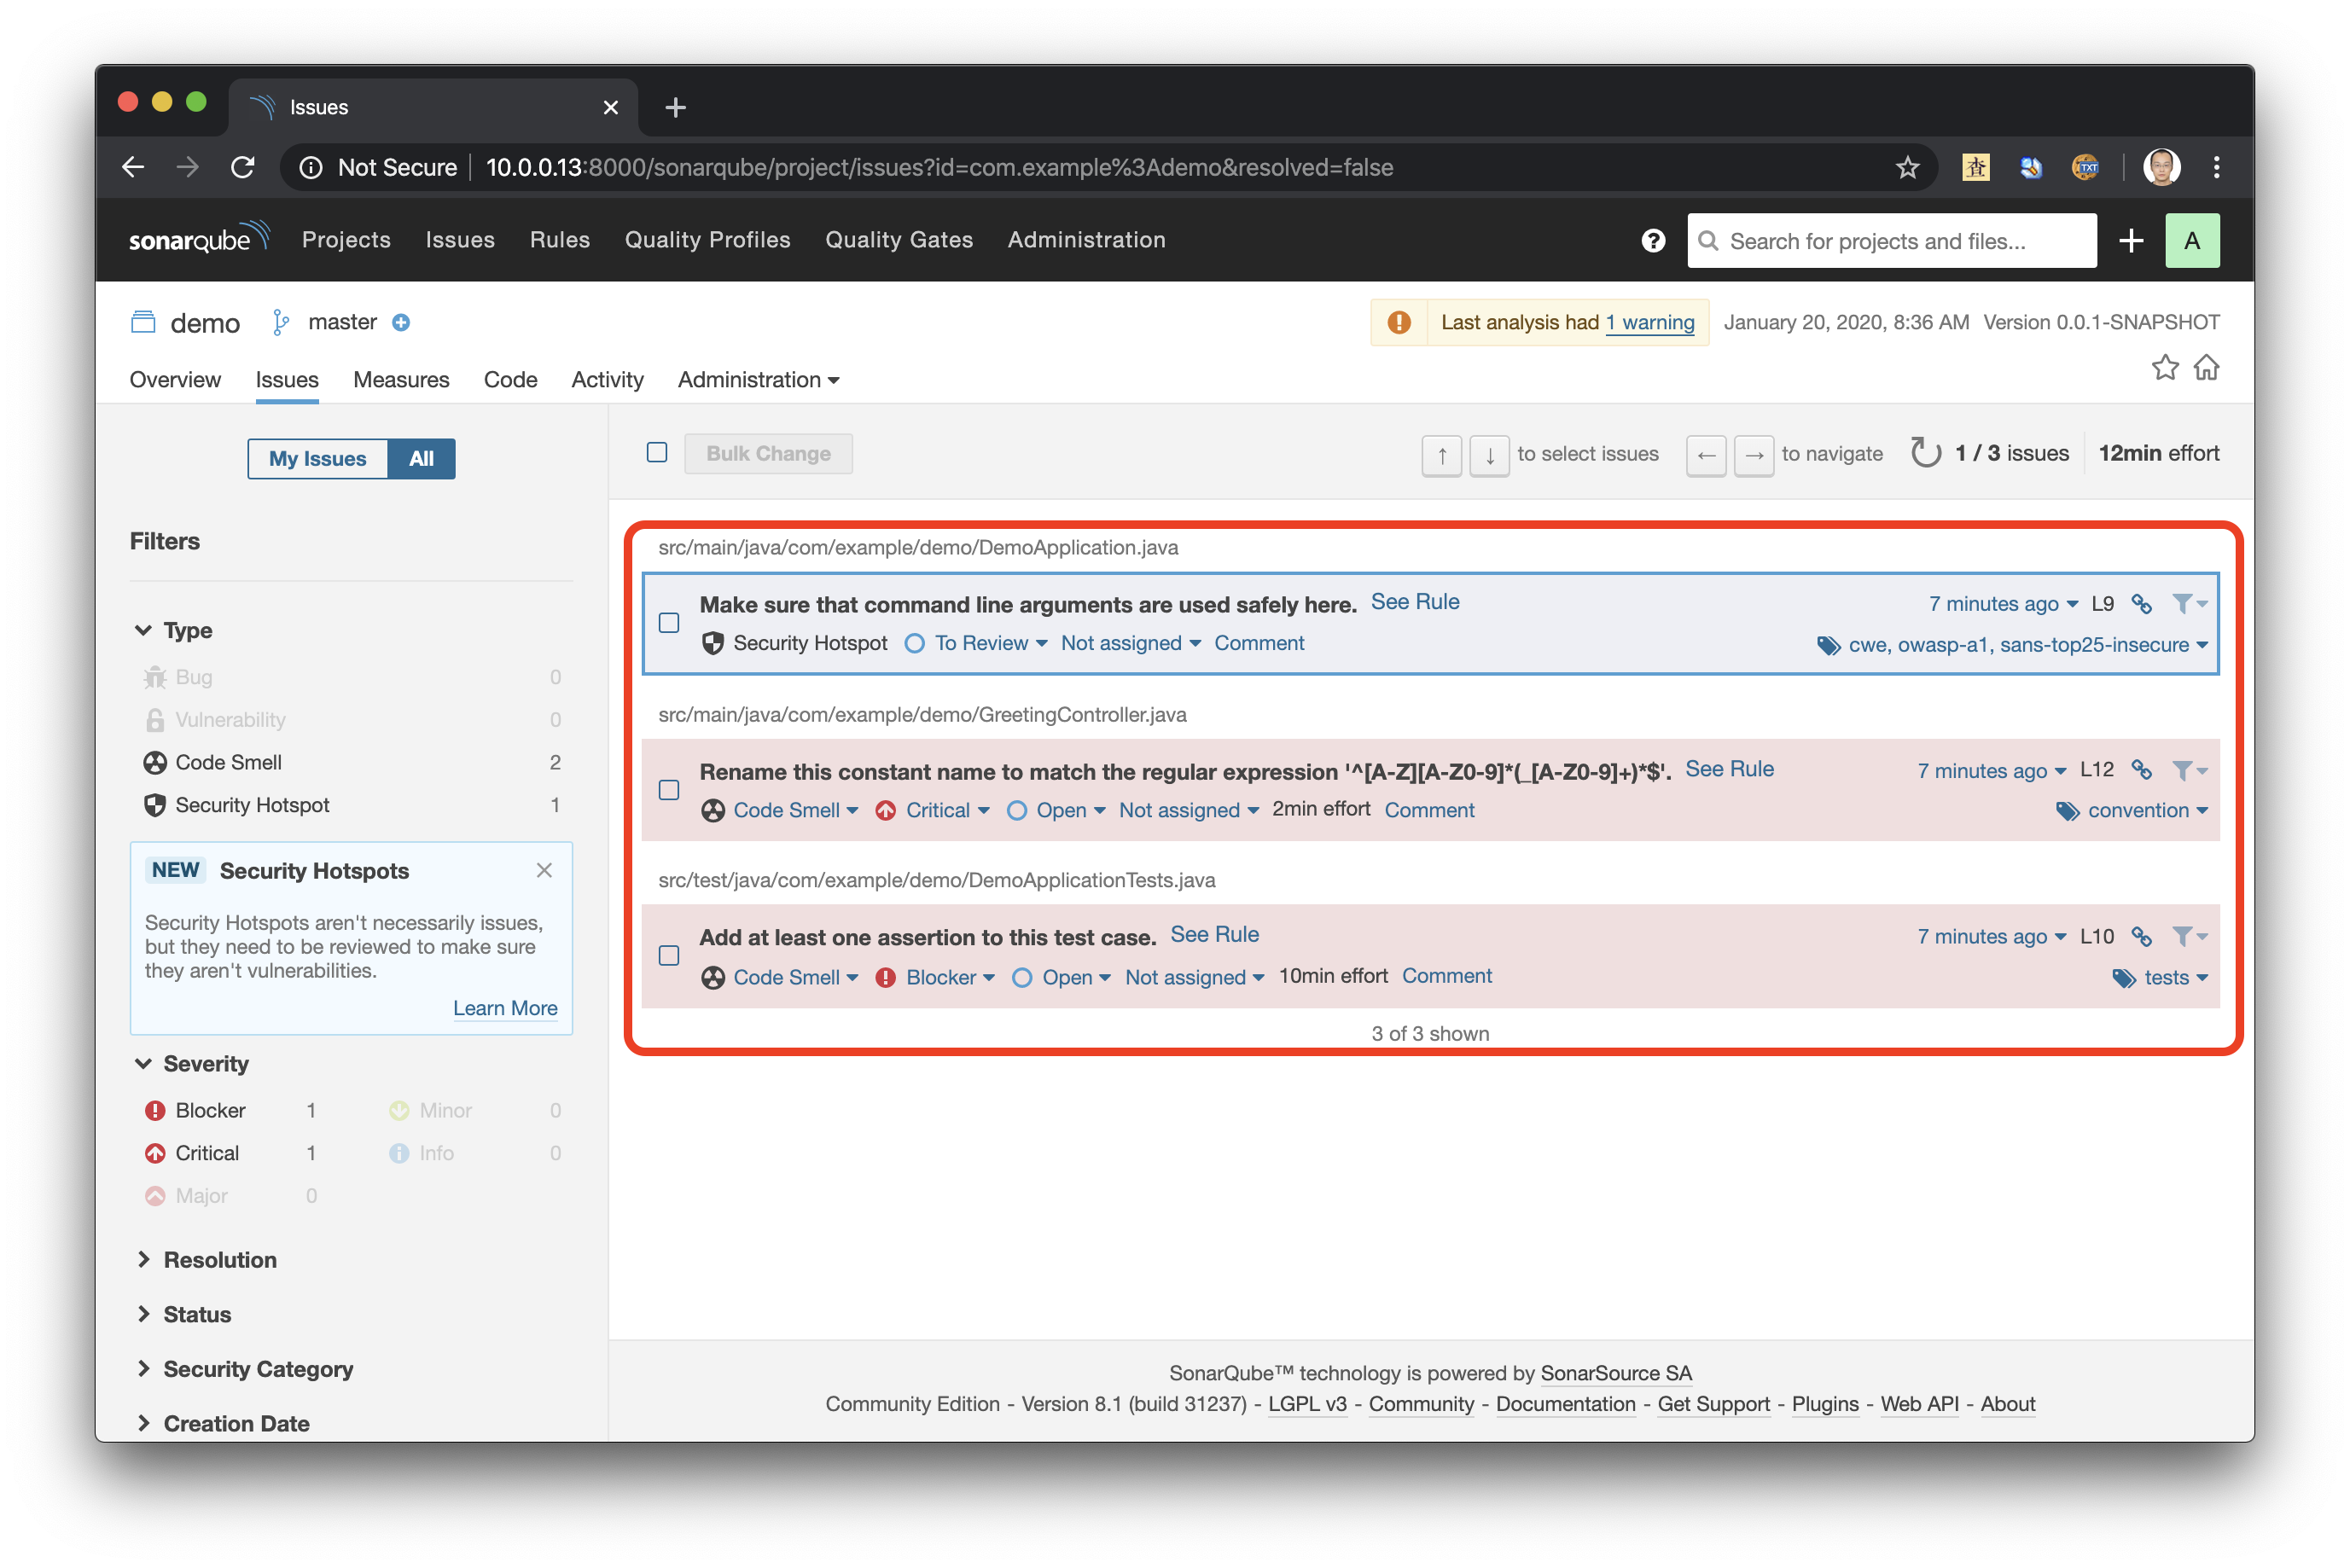 Issues
Not Secure 10.0.0.13:8000/sonarqube/project/issues?id=com.example%3Ademo&resolved=false
查
TXT
sonarqube Projects Issues Rules Quality Profiles Quality Gates Administration
Search for projects and files...
A
demo master
Last analysis had 1 warning January 20, 2020, 8:36 AM Version 0.0.1-SNAPSHOT
Overview Issues Measures Code Activity Administration
My Issues All
Bulk Change
↑ ↓ to select issues ← → to navigate 1 / 3 issues 12min effort
Filters
Type
Bug 0
Vulnerability 0
Code Smell 2
Security Hotspot 1
NEW Security Hotspots
Security Hotspots aren't necessarily issues,
but they need to be reviewed to make sure
they aren't vulnerabilities.
Learn More
Severity
Blocker 1 Minor 0
Critical 1 Info 0
Major 0
Resolution
Status
Security Category
Creation Date
src/main/java/com/example/demo/DemoApplication.java
Make sure that command line arguments are used safely here. See Rule 7 minutes ago L9
Security Hotspot To Review Not assigned Comment cwe, owasp-a1, sans-top25-insecure
src/main/java/com/example/demo/GreetingController.java
Rename this constant name to match the regular expression '^[A-Z][A-Z0-9]*(_[A-Z0-9]+)*$'. See Rule 7 minutes ago L12
Code Smell Critical Open Not assigned 2min effort Comment convention
src/test/java/com/example/demo/DemoApplicationTests.java
Add at least one assertion to this test case. See Rule 7 minutes ago L10
Code Smell Blocker Open Not assigned 10min effort Comment tests
3 of 3 shown
SonarQube™ technology is powered by SonarSource SA
Community Edition - Version 8.1 (build 31237) - LGPL v3 - Community - Documentation - Get Support - Plugins - Web API - About